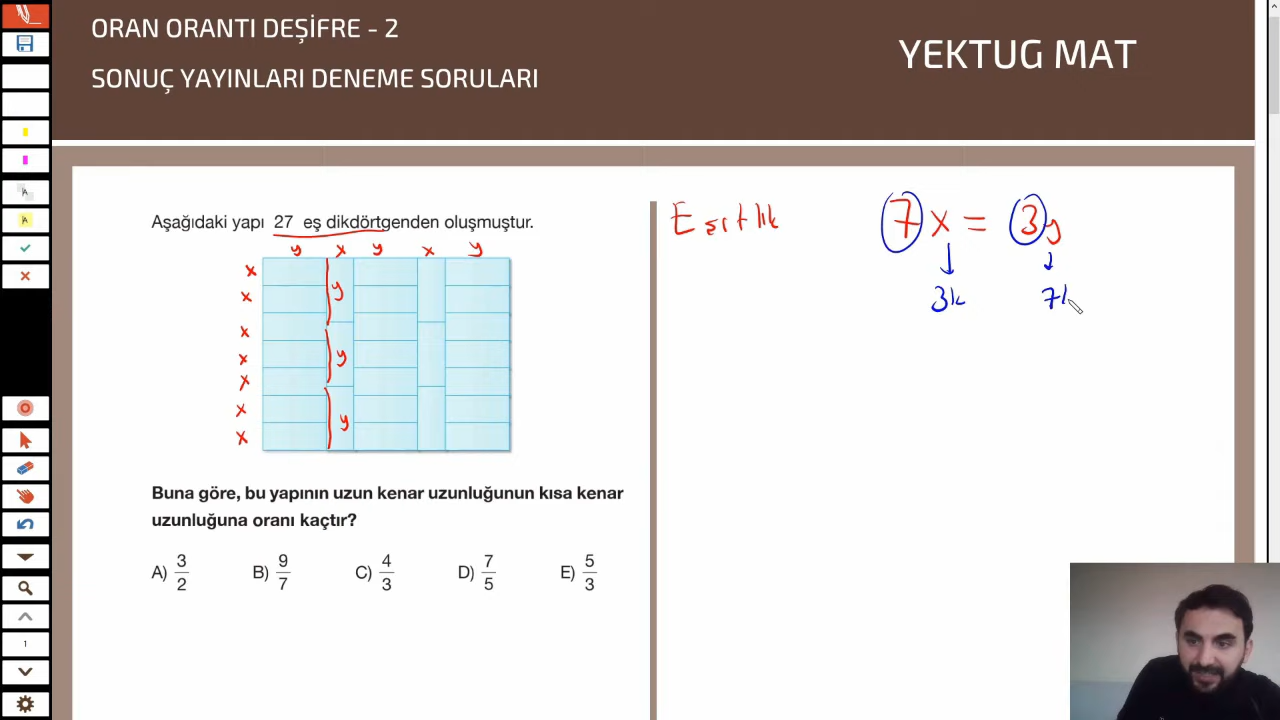 ORAN ORANTI DEŞİFRE - 2
SONUÇ YAYINLARI DENEME SORULARI
YEKTUG MAT
Aşağıdaki yapı 27 eş dikdörtgenden oluşmuştur.
y x y x y
x
x
x
x
x
x
x
y
y
y
Buna göre, bu yapının uzun kenar uzunluğunun kısa kenar
uzunluğuna oranı kaçtır?
A) 3/2 B) 9/7 C) 4/3 D) 7/5 E) 5/3
Eşitlik
7x = 3y
3k 7k
A
A
1